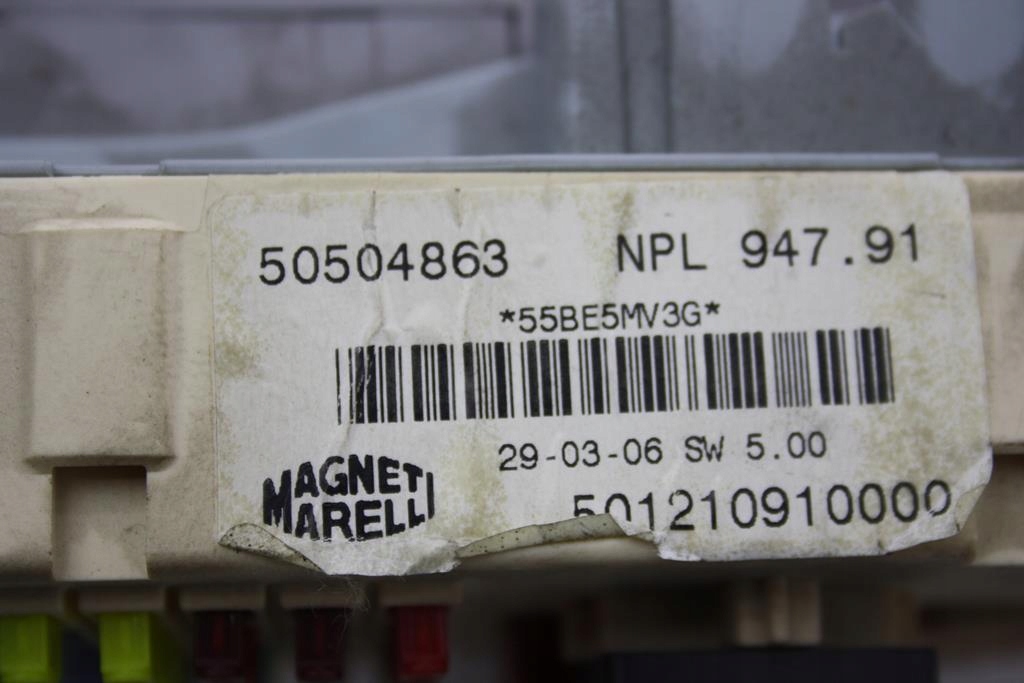 50504863 NPL 947.91
*55BE5MV3G*
29-03-06 SW 5.00
MAGNETI
MARELLI
501210910000